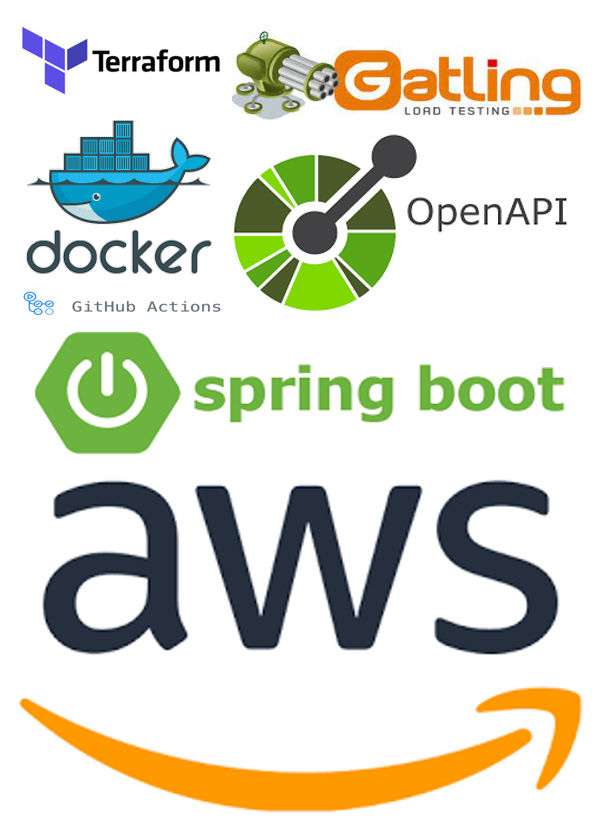 Terraform
Gatling
LOAD TESTING
docker
OpenAPI
GitHub Actions
spring boot
aws